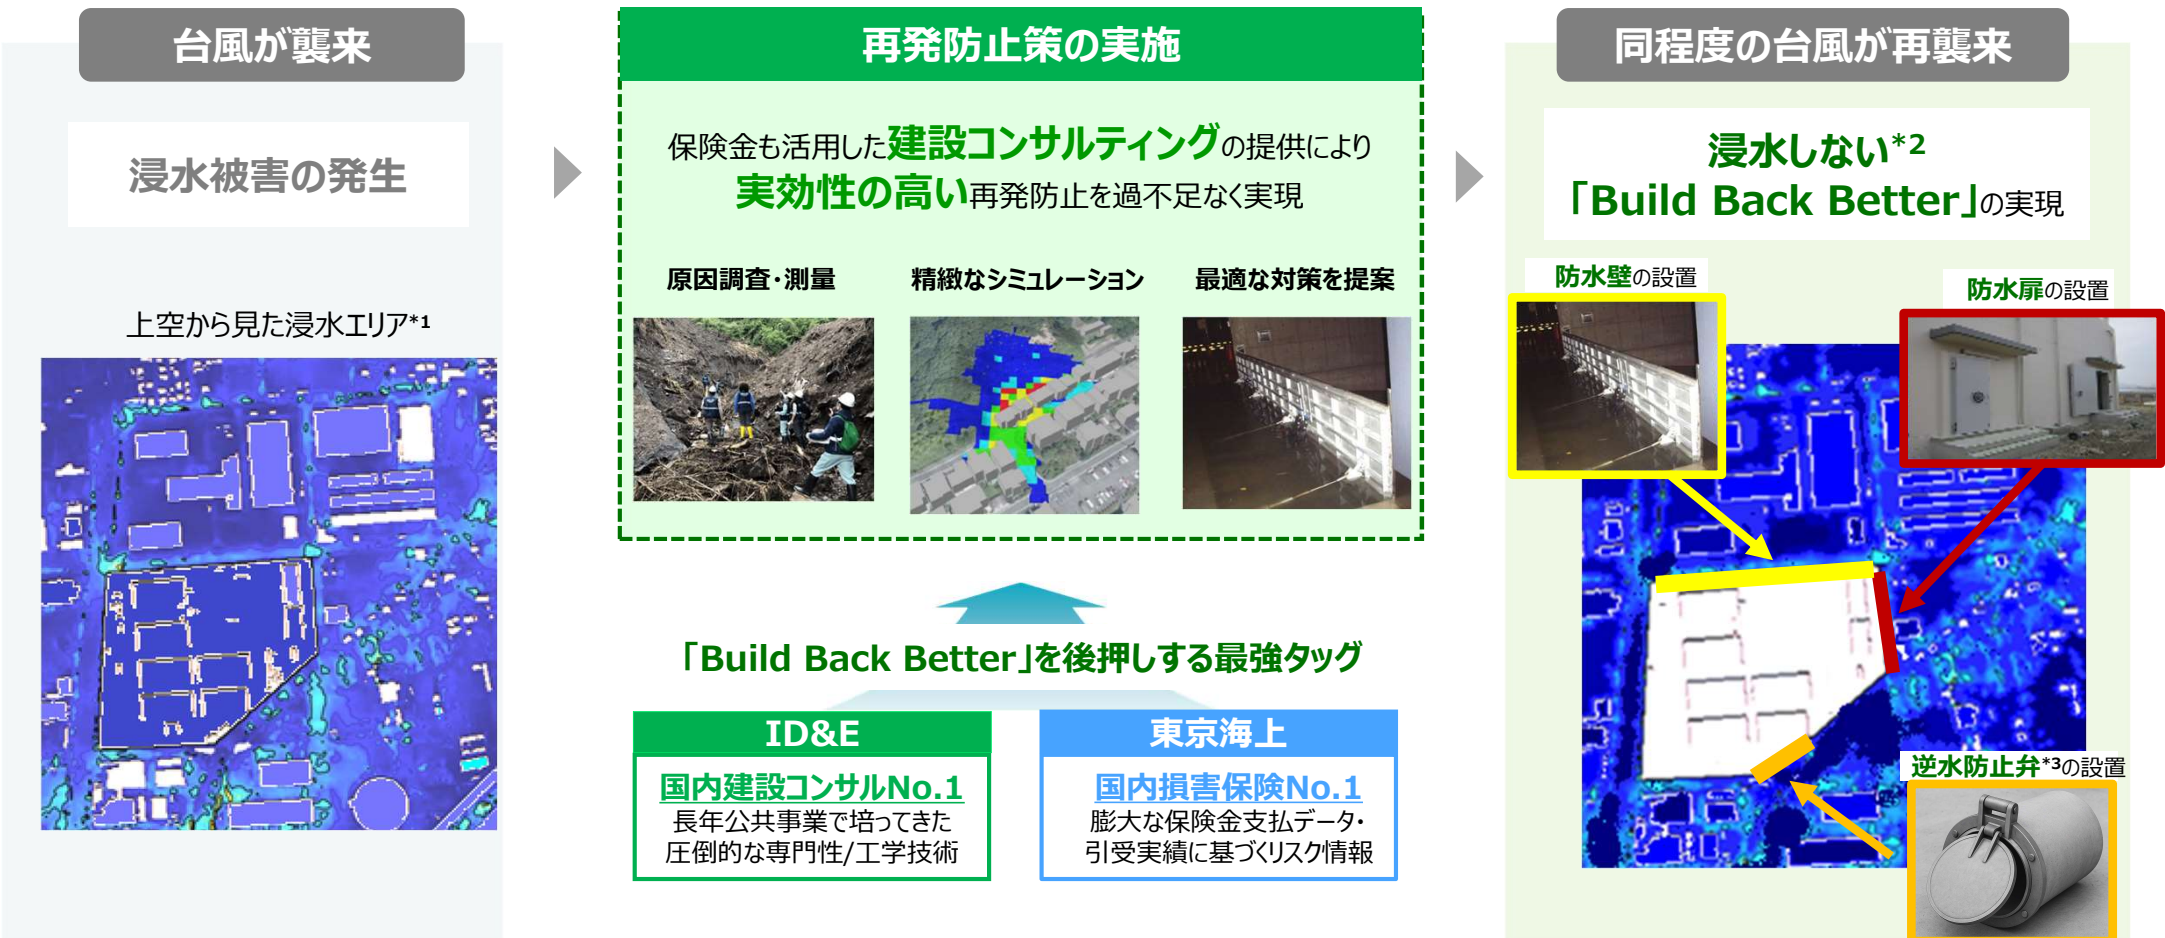 台風が襲来
浸水被害の発生
上空から見た浸水エリア*1
再発防止策の実施
保険金も活用した建設コンサルティングの提供により
実効性の高い再発防止を過不足なく実現
原因調査・測量
精緻なシミュレーション
最適な対策を提案
「Build Back Better」を後押しする最強タッグ
ID&E
国内建設コンサルNo.1
長年公共事業で培ってきた
圧倒的な専門性/工学技術
東京海上
国内損害保険No.1
膨大な保険金支払データ・
引受実績に基づくリスク情報
同程度の台風が再襲来
浸水しない*2
「Build Back Better」の実現
防水壁の設置
防水扉の設置
逆水防止弁*3の設置